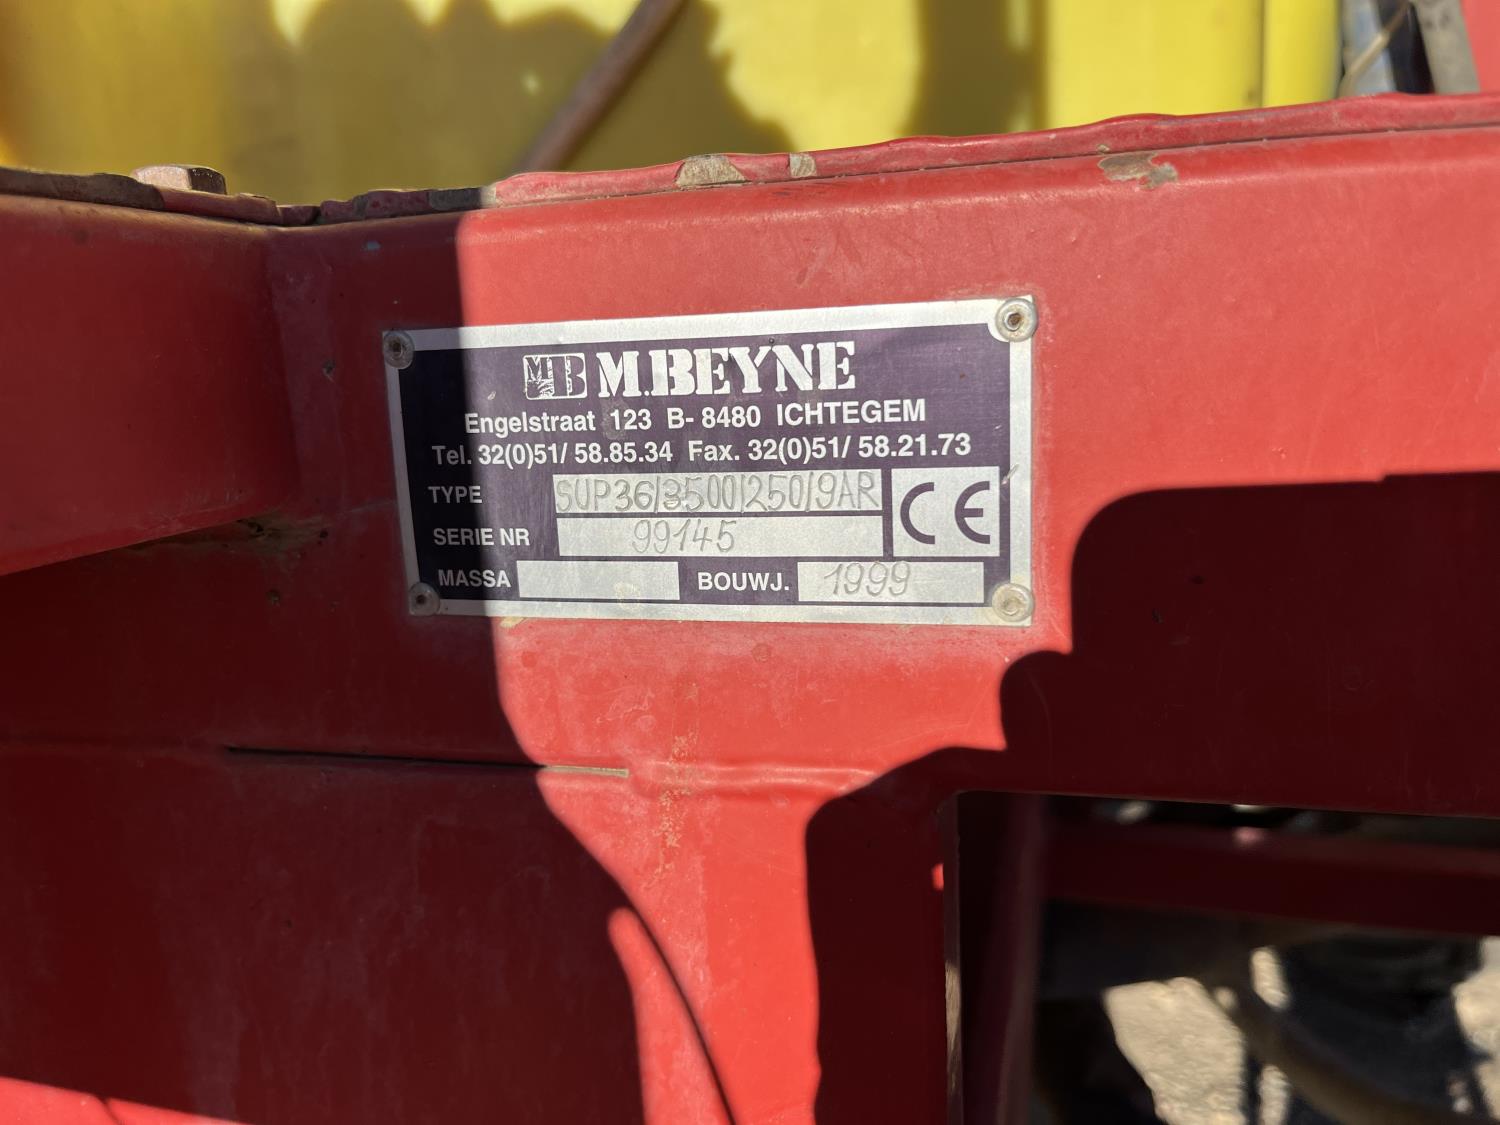 MB M.BEYNE
Engelstraat 123 B-8480 ICHTEGEM
Tel. 32(0)51/ 58.85.34 Fax. 32(0)51/ 58.21.73
TYPE SUP36/3500/250/9AR CE
SERIE NR 99145
MASSA BOUWJ. 1999